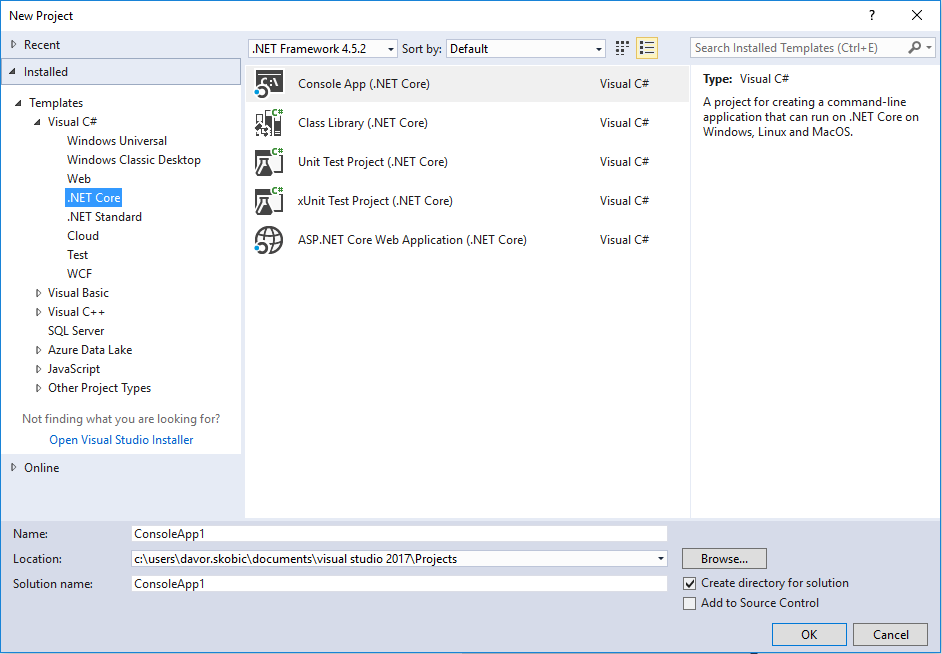 New Project
?
Recent
Installed
Templates
Visual C#
Windows Universal
Windows Classic Desktop
Web
.NET Core
.NET Standard
Cloud
Test
WCF
Visual Basic
Visual C++
SQL Server
Azure Data Lake
JavaScript
Other Project Types
Not finding what you are looking for?
Open Visual Studio Installer
Online
.NET Framework 4.5.2 Sort by: Default
Console App (.NET Core) Visual C#
C# Class Library (.NET Core) Visual C#
C# Unit Test Project (.NET Core) Visual C#
C# xUnit Test Project (.NET Core) Visual C#
ASP.NET Core Web Application (.NET Core) Visual C#
Search Installed Templates (Ctrl+E)
Type: Visual C#
A project for creating a command-line
application that can run on .NET Core on
Windows, Linux and MacOS.
Name: ConsoleApp1
Location: c:\users\davor.skobic\documents\visual studio 2017\Projects Browse...
Solution name: ConsoleApp1
Create directory for solution
Add to Source Control
OK Cancel